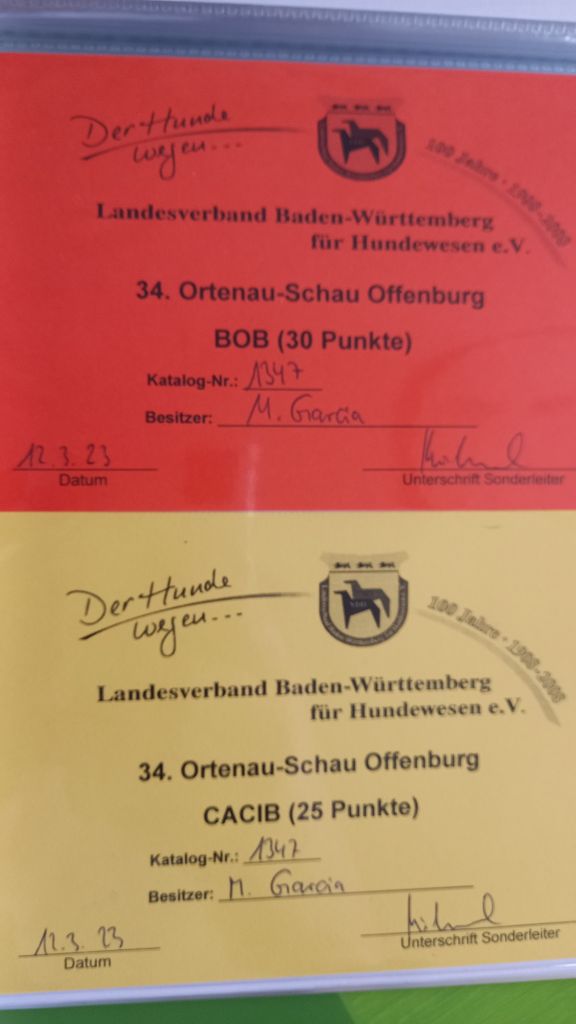 Der Hunde
wegen...
100 Jahre · 1908-2008
Landesverband Baden-Württemberg
für Hundewesen e.V.
34. Ortenau-Schau Offenburg
BOB (30 Punkte)
Katalog-Nr.: 1347
Besitzer: M. Garcia
12.3.23
Datum
Unterschrift Sonderleiter
Der Hunde
wegen...
100 Jahre · 1908-2008
Landesverband Baden-Württemberg
für Hundewesen e.V.
34. Ortenau-Schau Offenburg
CACIB (25 Punkte)
Katalog-Nr.: 1347
Besitzer: M. Garcia
12.3.23
Datum
Unterschrift Sonderleiter